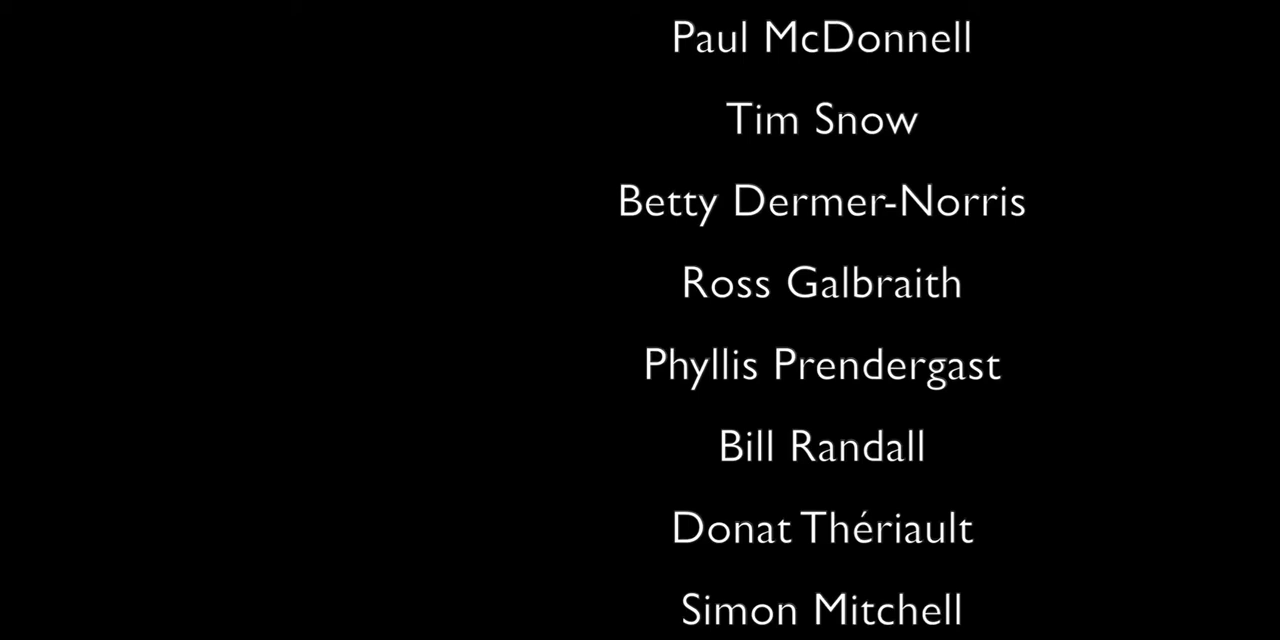 Paul McDonnell
Tim Snow
Betty Dermer-Norris
Ross Galbraith
Phyllis Prendergast
Bill Randall
Donat Thériault
Simon Mitchell